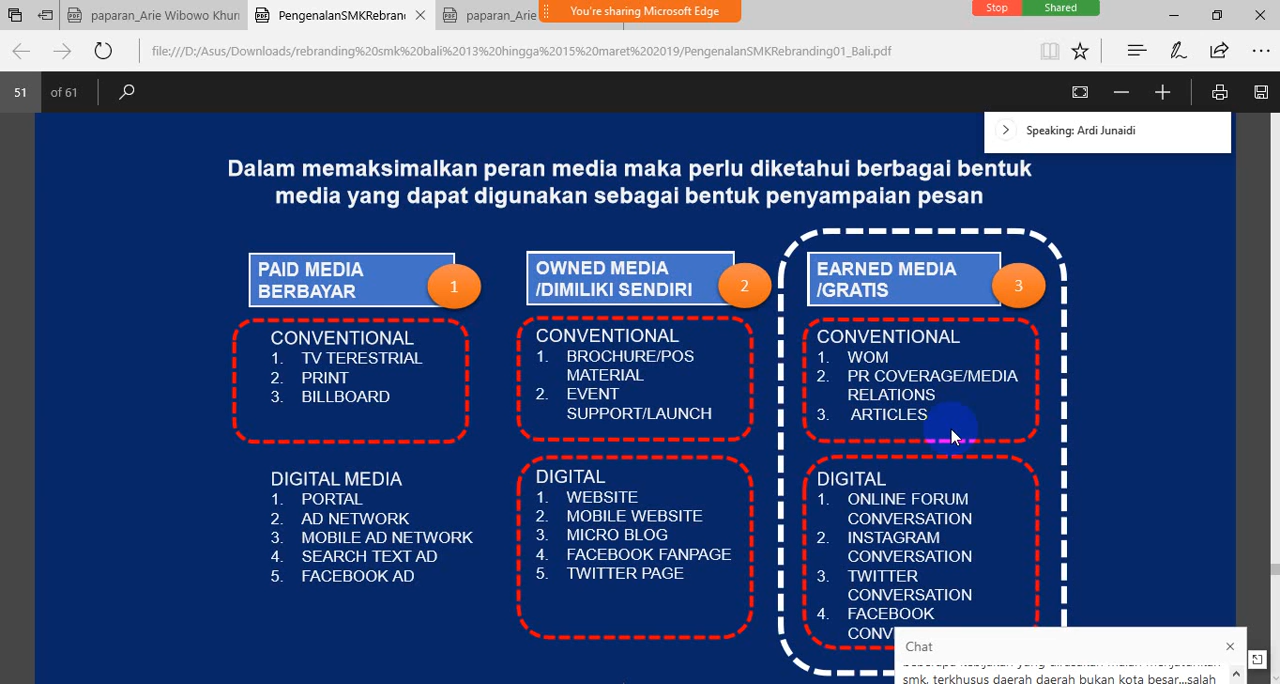 paparan_Arie Wibowo Khur
PengenalanSMKRebran
paparan_Arie
You're sharing Microsoft Edge
Stop
Shared
file:///D:/Asus/Downloads/rebranding%20smk%20bali%2013%20hingga%2015%20maret%202019/PengenalanSMKRebranding01_Bali.pdf
51 of 61
Speaking: Ardi Junaidi
Dalam memaksimalkan peran media maka perlu diketahui berbagai bentuk
media yang dapat digunakan sebagai bentuk penyampaian pesan
PAID MEDIA
BERBAYAR
1
CONVENTIONAL
1. TV TERESTRIAL
2. PRINT
3. BILLBOARD
DIGITAL MEDIA
1. PORTAL
2. AD NETWORK
3. MOBILE AD NETWORK
4. SEARCH TEXT AD
5. FACEBOOK AD
OWNED MEDIA
/DIMILIKI SENDIRI
2
CONVENTIONAL
1. BROCHURE/POS
MATERIAL
2. EVENT
SUPPORT/LAUNCH
DIGITAL
1. WEBSITE
2. MOBILE WEBSITE
3. MICRO BLOG
4. FACEBOOK FANPAGE
5. TWITTER PAGE
EARNED MEDIA
/GRATIS
3
CONVENTIONAL
1. WOM
2. PR COVERAGE/MEDIA
RELATIONS
3. ARTICLES
DIGITAL
1. ONLINE FORUM
CONVERSATION
2. INSTAGRAM
CONVERSATION
3. TWITTER
CONVERSATION
4. FACEBOOK
CONV
Chat
smk, terkhusus daerah daerah bukan kota besar...salah